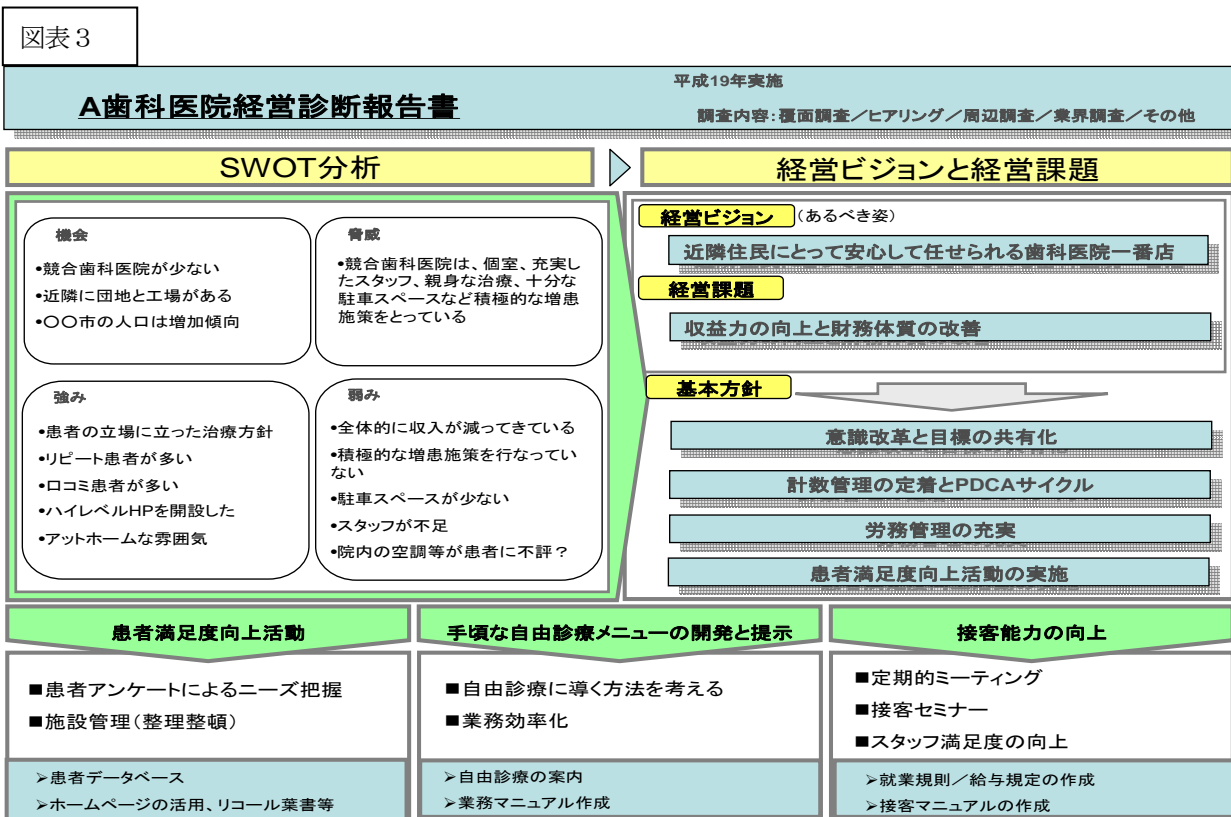 図表3
平成19年実施
A歯科医院経営診断報告書
調査内容:覆面調査/ヒアリング/周辺調査/業界調査/その他
SWOT分析
経営ビジョンと経営課題
機会
•競合歯科医院が少ない
•近隣に団地と工場がある
•〇〇市の人口は増加傾向
脅威
•競合歯科医院は、個室、充実し
たスタッフ、親身な治療、十分な
駐車スペースなど積極的な増患
施策をとっている
強み
•患者の立場に立った治療方針
•リピート患者が多い
•口コミ患者が多い
•ハイレベルHPを開設した
•アットホームな雰囲気
弱み
•全体的に収入が減ってきている
•積極的な増患施策を行なってい
ない
•駐車スペースが少ない
•スタッフが不足
•院内の空調等が患者に不評?
経営ビジョン (あるべき姿)
近隣住民にとって安心して任せられる歯科医院一番店
経営課題
収益力の向上と財務体質の改善
基本方針
意識改革と目標の共有化
計数管理の定着とPDCAサイクル
労務管理の充実
患者満足度向上活動の実施
患者満足度向上活動
■患者アンケートによるニーズ把握
■施設管理(整理整頓)
➢患者データベース
➢ホームページの活用、リコール葉書等
手頃な自由診療メニューの開発と提示
■自由診療に導く方法を考える
■業務効率化
➢自由診療の案内
➢業務マニュアル作成
接客能力の向上
■定期的ミーティング
■接客セミナー
■スタッフ満足度の向上
➢就業規則/給与規定の作成
➢接客マニュアルの作成